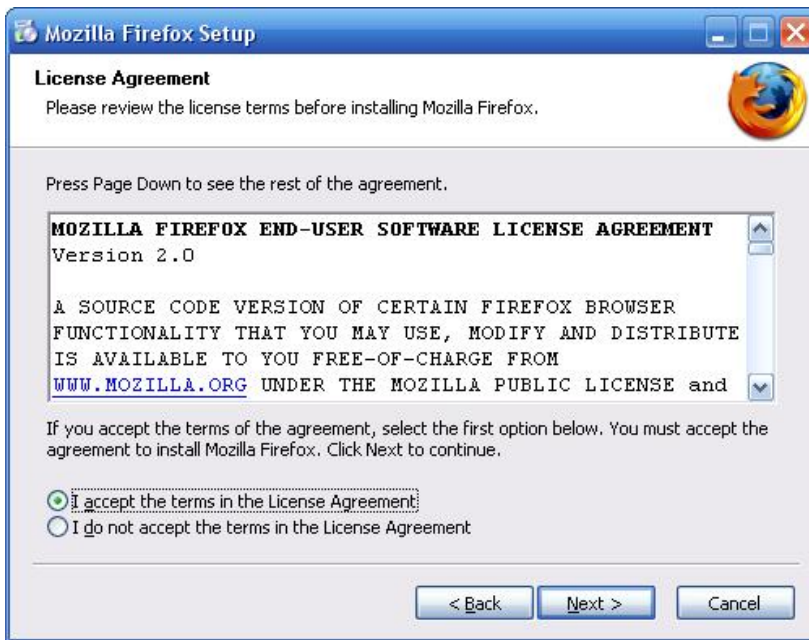 Mozilla Firefox Setup
License Agreement
Please review the license terms before installing Mozilla Firefox.
Press Page Down to see the rest of the agreement.
MOZILLA FIREFOX END-USER SOFTWARE LICENSE AGREEMENT
Version 2.0
A SOURCE CODE VERSION OF CERTAIN FIREFOX BROWSER
FUNCTIONALITY THAT YOU MAY USE, MODIFY AND DISTRIBUTE
IS AVAILABLE TO YOU FREE-OF-CHARGE FROM
WWW.MOZILLA.ORG UNDER THE MOZILLA PUBLIC LICENSE and
If you accept the terms of the agreement, select the first option below. You must accept the
agreement to install Mozilla Firefox. Click Next to continue.
I accept the terms in the License Agreement
I do not accept the terms in the License Agreement
< Back Next > Cancel